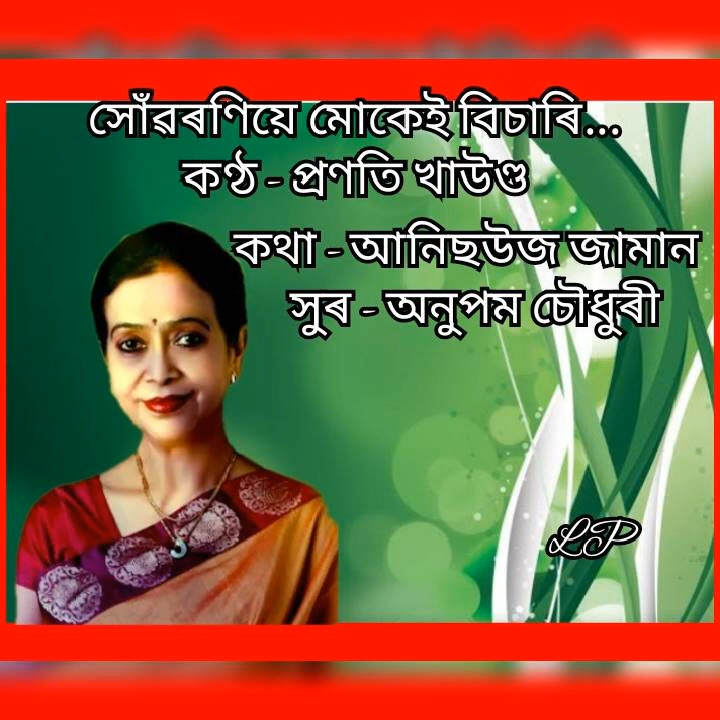 সোঁৱৰণিয়ে মোকেই বিচাৰি...
কণ্ঠ - প্ৰণতি খাউণ্ড
কথা - আনিছউজ জামান
সুৰ - অনুপম চৌধুৰী
LP